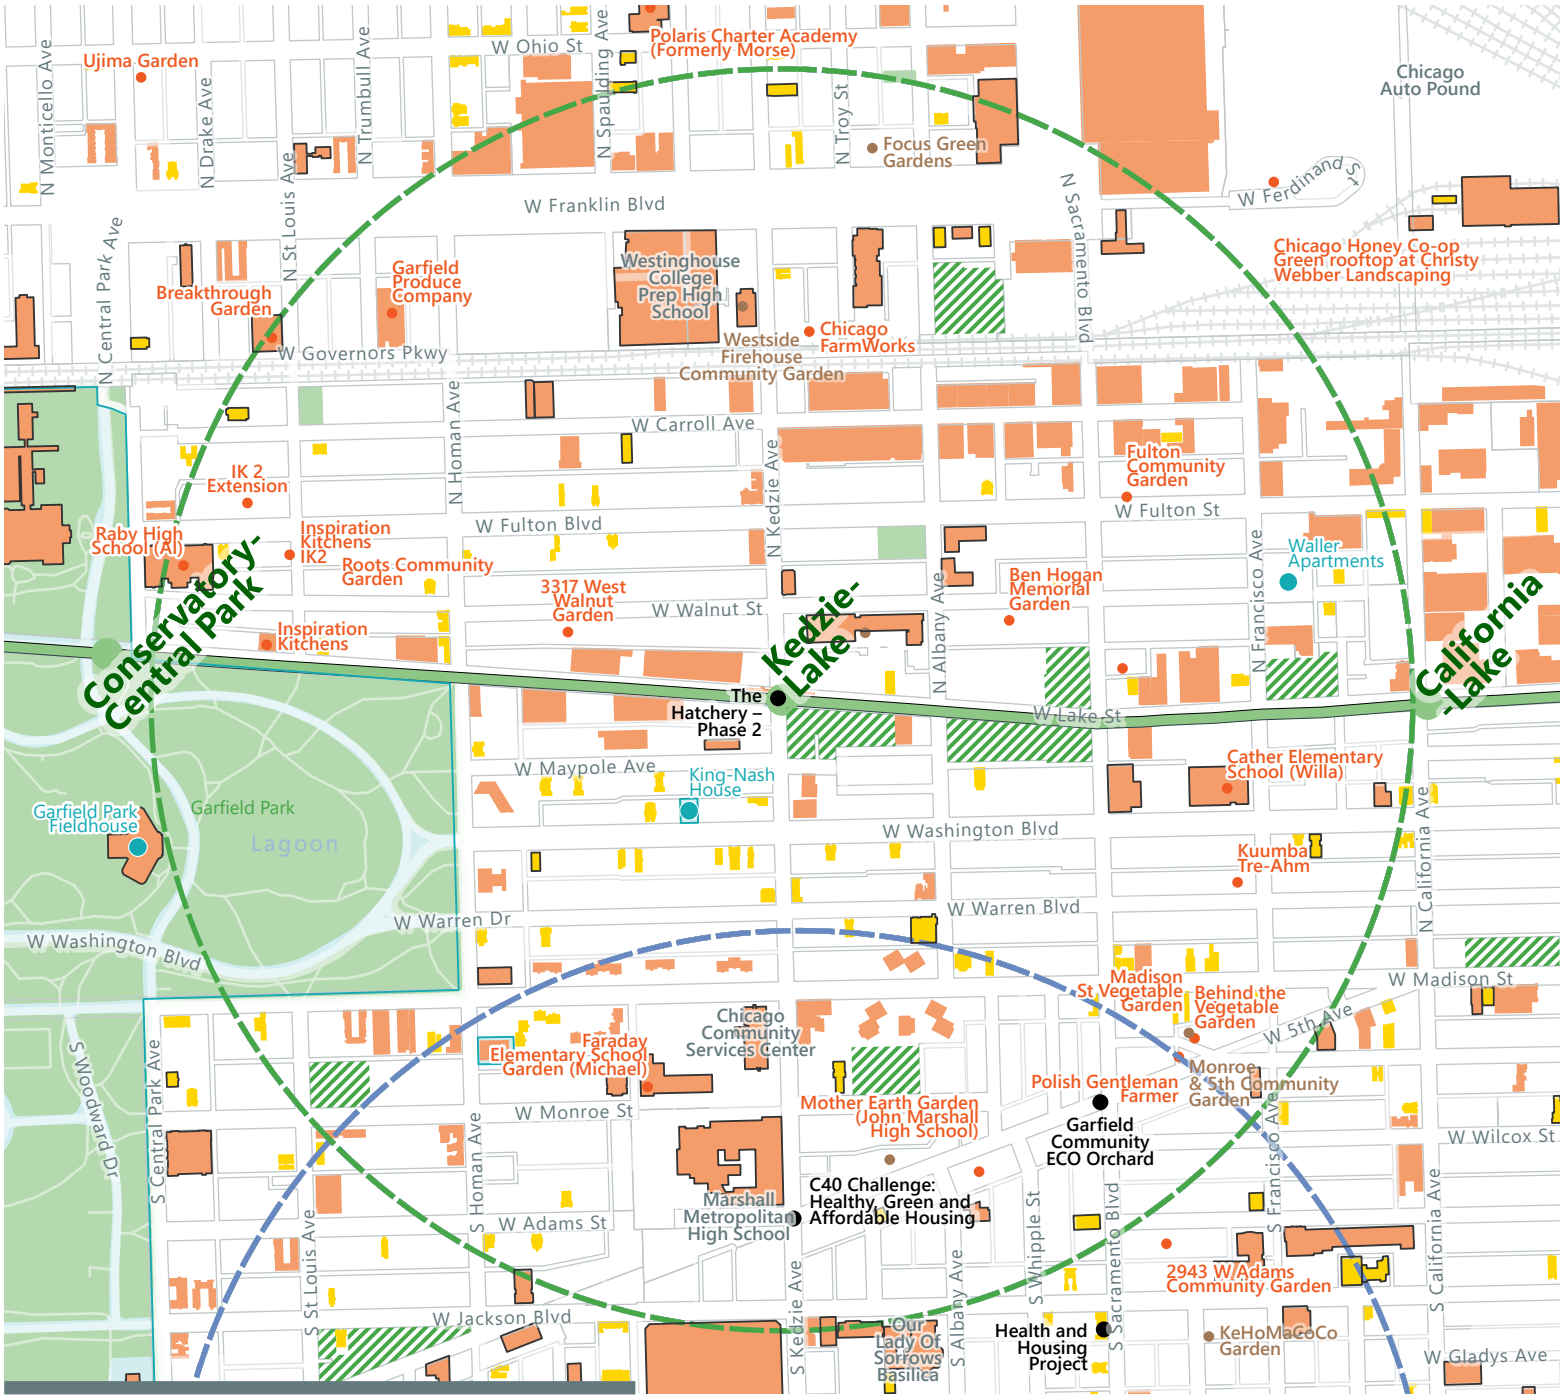 W Ohio St
Polaris Charter Academy
(Formerly Morse)
Ujima Garden
Chicago
Auto Pound
N Monticello Ave
N Drake Ave
N Trumbull Ave
N Spaulding Ave
N Troy St
N St Louis Ave
Focus Green
Gardens
W Ferdinand St
W Franklin Blvd
N Sacramento Blvd
N Central Park Ave
Chicago Honey Co-op
Green rooftop at Christy
Webber Landscaping
Westinghouse
College
Prep High
School
Garfield
Produce
Company
Breakthrough
Garden
Chicago
FarmWorks
Westside
Firehouse
Community Garden
W Governors Pkwy
N Homan Ave
W Carroll Ave
N Kedzie Ave
Fulton
Community
Garden
IK 2
Extension
W Fulton St
W Fulton Blvd
Inspiration
Kitchens
IK2
Raby High
School (Al)
Roots Community
Garden
Waller
Apartments
N Francisco Ave
N Albany Ave
Ben Hogan
Memorial
Garden
3317 West
Walnut
Garden
W Walnut St
Inspiration
Kitchens
Conservatory-
Central Park
Kedzie-
Lake
California
-Lake
The
Hatchery –
Phase 2
W Lake St
W Maypole Ave
King-Nash
House
Cather Elementary
School (Willa)
Garfield Park
Fieldhouse
Garfield Park
Lagoon
W Washington Blvd
Kuumba
Tre-Ahm
N California Ave
W Warren Dr
W Warren Blvd
W Washington Blvd
W Madison St
Madison
St Vegetable
Garden
Behind the
Vegetable
Garden
W 5th Ave
Chicago
Community
Services Center
Faraday
Elementary School
Garden (Michael)
S Woodward Dr
S Central Park Ave
Monroe
& 5th Community
Garden
Polish Gentleman
Farmer
Mother Earth Garden
(John Marshall
High School)
W Monroe St
Garfield
Community
ECO Orchard
W Wilcox St
S Homan Ave
S Francisco Ave
C40 Challenge:
Healthy, Green and
Affordable Housing
Marshall
Metropolitan
High School
W Adams St
S Whipple St
S Sacramento Blvd
S California Ave
S St Louis Ave
S Kedzie Ave
S Albany Ave
2943 W Adams
Community Garden
W Jackson Blvd
Our
Lady Of
Sorrows
Basilica
Health and
Housing
Project
KeHoMaCoCo
Garden
W Gladys Ave